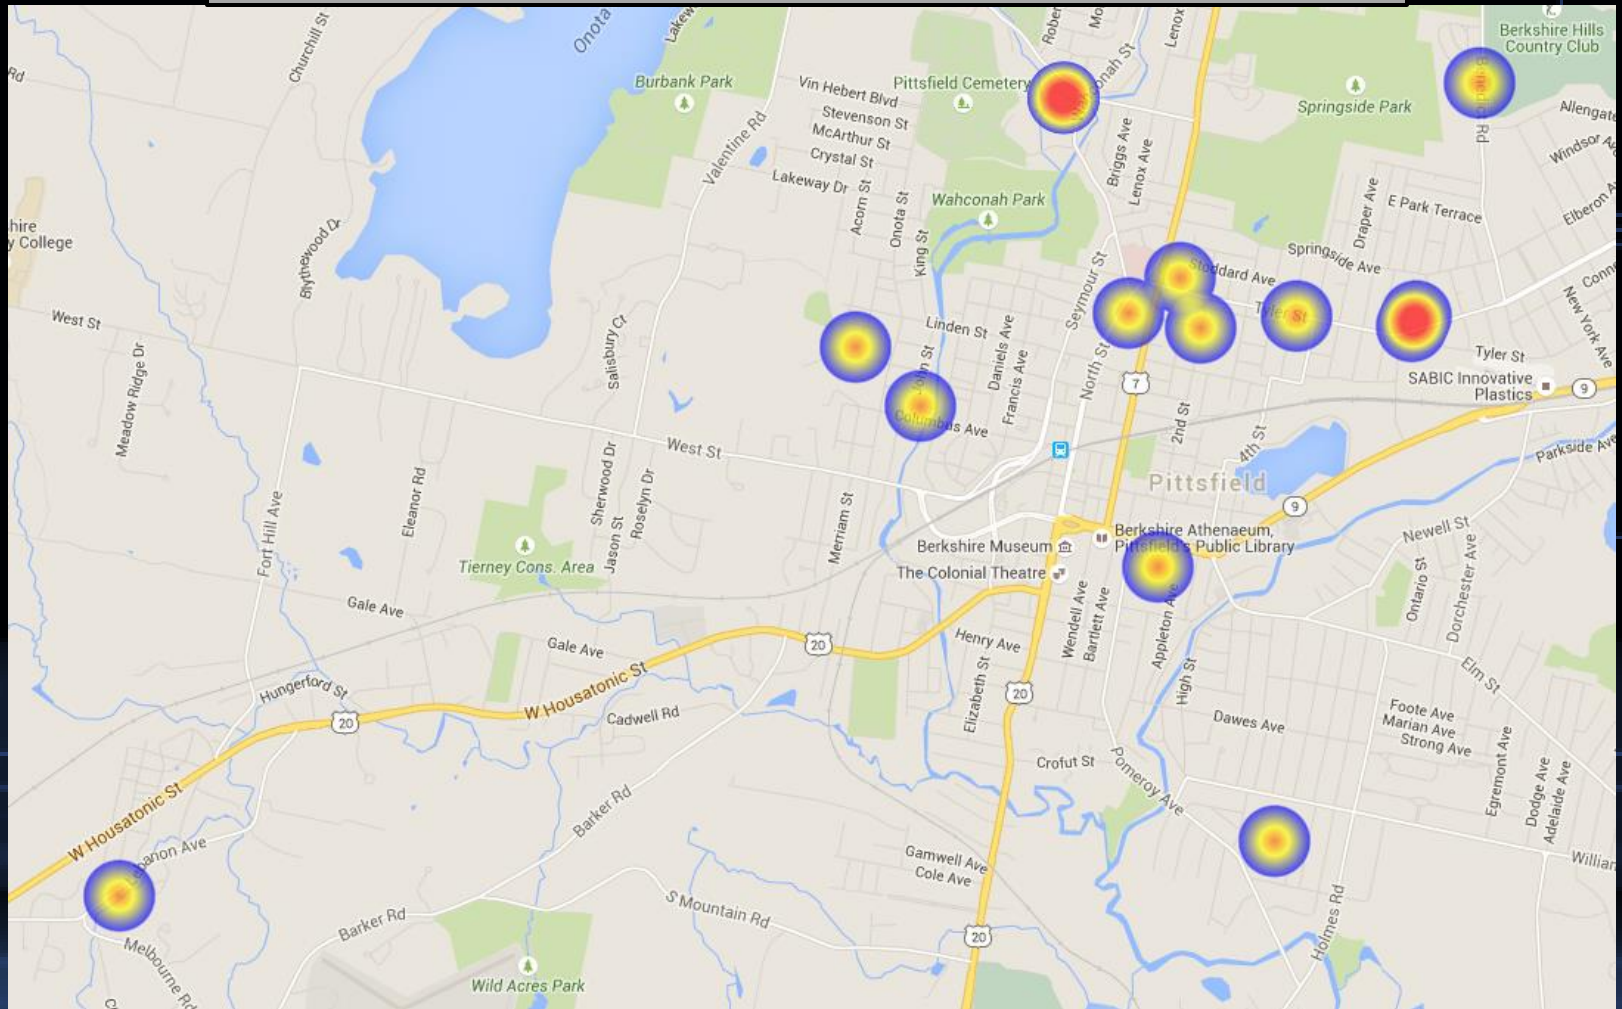 Churchill St
Onota
Lakew
Rober
Mo
Lenox
Berkshire Hills
Country Club
Rd
Burbank Park
Vin Hebert Blvd
Pittsfield Cemetery
Springside Park
Stevenson St
McArthur St
Crystal St
Lakeway Dr
Valentine Rd
Acorn St
Onota St
King St
Wahconah Park
Briggs Ave
Lenox Ave
Allengate
Windsor Av
Elberon A
Draper Ave
E Park Terrace
hire
y College
Blythewood Dr
Springside Ave
Stoddard Ave
Tyler St
Conne
New York Ave
Seymour St
West St
Linden St
Daniels Ave
Francis Ave
John St
North St
Salisbury Ct
Meadow Ridge Dr
Tyler St
SABIC Innovative
Plastics
9
7
Columbus Ave
2nd St
4th St
West St
Parkside Ave
Pittsfield
Sherwood Dr
Roselyn Dr
Eleanor Rd
Fort Hill Ave
Jason St
Merriam St
9
Berkshire Athenaeum,
Pittsfield's Public Library
Berkshire Museum
The Colonial Theatre
Newell St
Tierney Cons. Area
Ontario St
Dorchester Ave
Gale Ave
Gale Ave
20
Henry Ave
Wendell Ave
Bartlett Ave
Appleton Ave
Elm St
High St
Hungerford St
W Housatonic St
20
20
Elizabeth St
Cadwell Rd
Dawes Ave
Foote Ave
Marian Ave
Strong Ave
Crofut St
Pomeroy Ave
Egremont Ave
Dodge Ave
Adelaide Ave
W Housatonic St
Barker Rd
Lebanon Ave
Gamwell Ave
Cole Ave
William
Barker Rd
S Mountain Rd
Holmes Rd
20
Melbourne Rd
Wild Acres Park